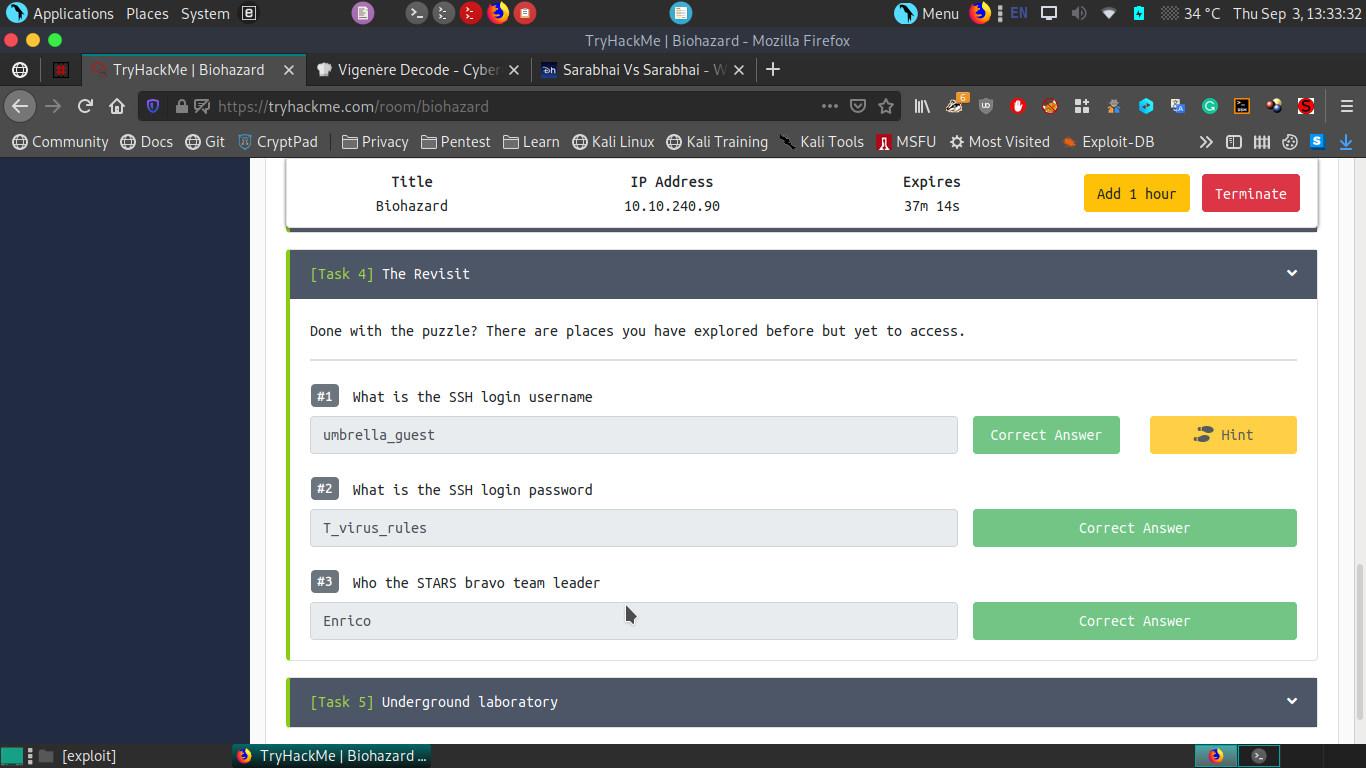 Applications Places System Menu EN 34 °C Thu Sep 3, 13:33:32
TryHackMe | Biohazard - Mozilla Firefox
TryHackMe | Biohazard Vigenère Decode - Cyber Sarabhai Vs Sarabhai - W
https://tryhackme.com/room/biohazard 6
Community Docs Git CryptPad Privacy Pentest Learn Kali Linux Kali Training Kali Tools MSFU Most Visited Exploit-DB
Title IP Address Expires
Biohazard 10.10.240.90 37m 14s
Add 1 hour Terminate
[Task 4] The Revisit
Done with the puzzle? There are places you have explored before but yet to access.
#1 What is the SSH login username
umbrella_guest Correct Answer Hint
#2 What is the SSH login password
T_virus_rules Correct Answer
#3 Who the STARS bravo team leader
Enrico Correct Answer
[Task 5] Underground laboratory
[exploit] TryHackMe | Biohazard ...